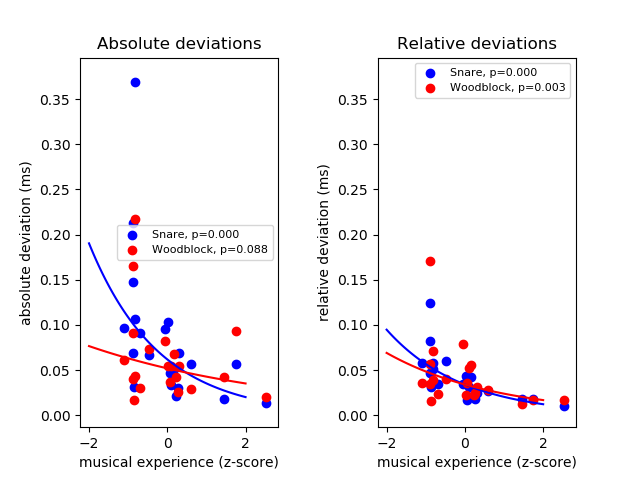 Absolute deviations
absolute deviation (ms)
0.35
0.30
0.25
0.20
0.15
0.10
0.05
0.00
Snare, p=0.000
Woodblock, p=0.088
−2
0
2
musical experience (z-score)
Relative deviations
relative deviation (ms)
0.35
0.30
0.25
0.20
0.15
0.10
0.05
0.00
Snare, p=0.000
Woodblock, p=0.003
−2
0
2
musical experience (z-score)